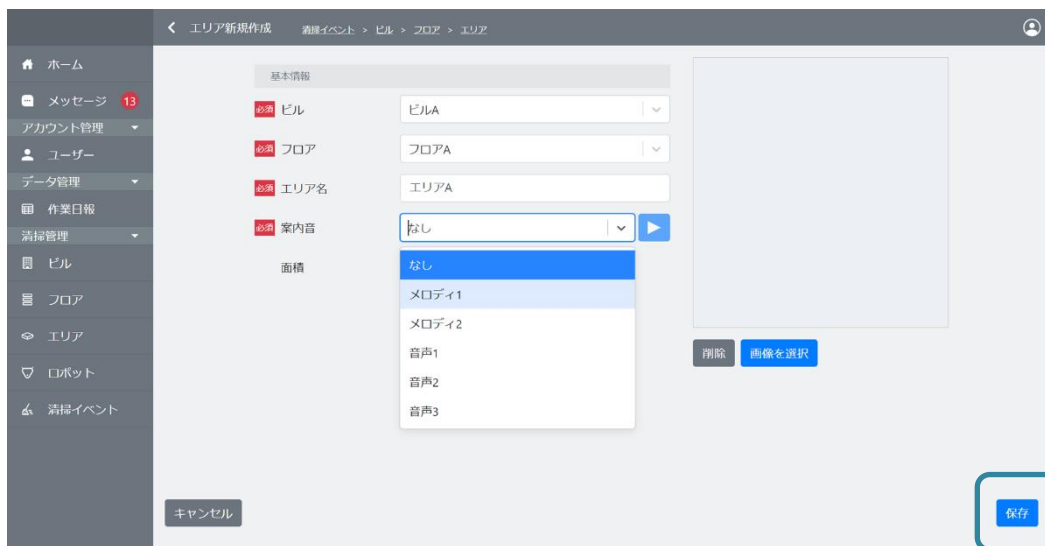 エリア新規作成 清掃イベント > ビル > フロア > エリア
ホーム
メッセージ 13
アカウント管理
ユーザー
データ管理
作業日報
清掃管理
ビル
フロア
エリア
ロボット
清掃イベント
基本情報
必須 ビル ビルA
必須 フロア フロアA
必須 エリア名 エリアA
必須 案内音 なし
面積
なし
メロディ1
メロディ2
音声1
音声2
音声3
削除 画像を選択
キャンセル 保存